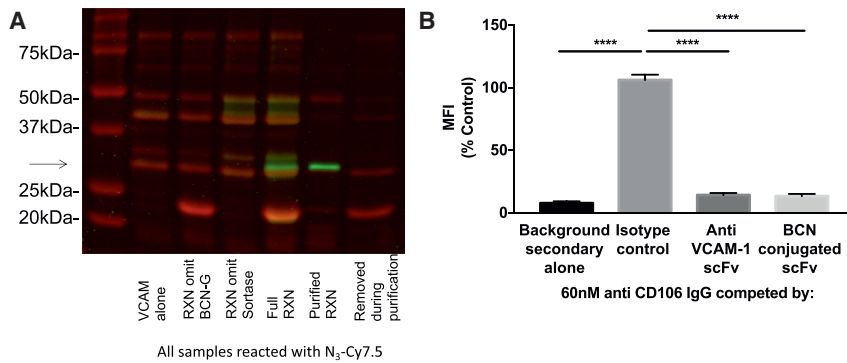 A
75kDa-
50kDa-
37kDa-
25kDa-
20kDa-
VCAM
alone
RXN omit
BCN-G
RXN omit
Sortase
Full
RXN
Purified
RXN
Removed
during
purification
All samples reacted with N3-Cy7.5
B
MFI
(% Control)
150
100
50
0
****
****
****
Background
secondary
alone
Isotype
control
Anti
VCAM-1
scFv
BCN
conjugated
scFv
60nM anti CD106 IgG competed by: